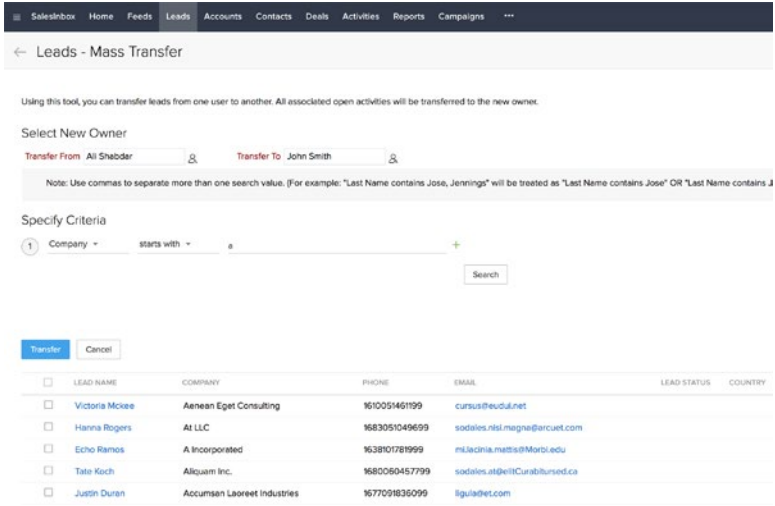 SalesInbox Home Feeds Leads Accounts Contacts Deals Activities Reports Campaigns •••
← Leads - Mass Transfer
Using this tool, you can transfer leads from one user to another. All associated open activities will be transferred to the new owner.
Select New Owner
Transfer From Ali Shabdar Transfer To John Smith
Note: Use commas to separate more than one search value. (For example: "Last Name contains Jose, Jennings" will be treated as "Last Name contains Jose" OR "Last Name contains
Specify Criteria
1 Company starts with a +
Search
Transfer Cancel
LEAD NAME COMPANY PHONE EMAIL LEAD STATUS COUNTRY
Victoria Mckee Aenean Eget Consulting 1610051461199 cursus@eudui.net
Hanna Rogers At LLC 1683051049699 sodales.nisl.magna@arcuet.com
Echo Ramos A Incorporated 1638101781999 mi.lacinia.mattis@Morbi.edu
Tate Koch Aliquam Inc. 1680060457799 sodales.at@elitCurabitursed.ca
Justin Duran Accumsan Laoreet Industries 1677091836099 ligula@et.com